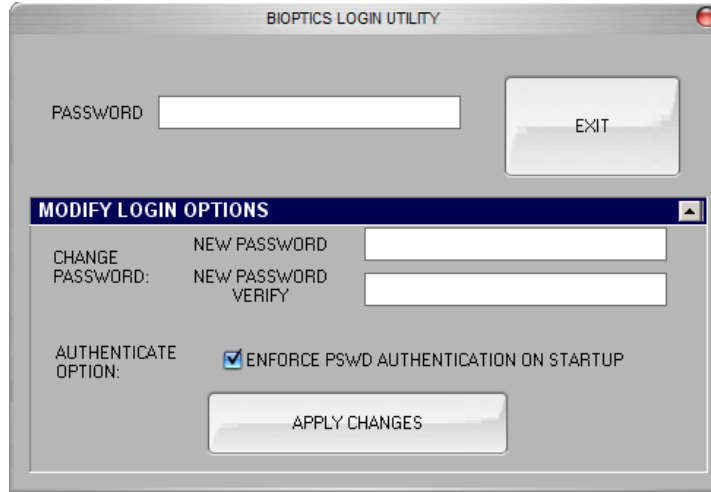 BIOPTICS LOGIN UTILITY
PASSWORD
EXIT
MODIFY LOGIN OPTIONS
CHANGE
PASSWORD:
NEW PASSWORD
NEW PASSWORD
VERIFY
AUTHENTICATE
OPTION:
ENFORCE PSWD AUTHENTICATION ON STARTUP
APPLY CHANGES